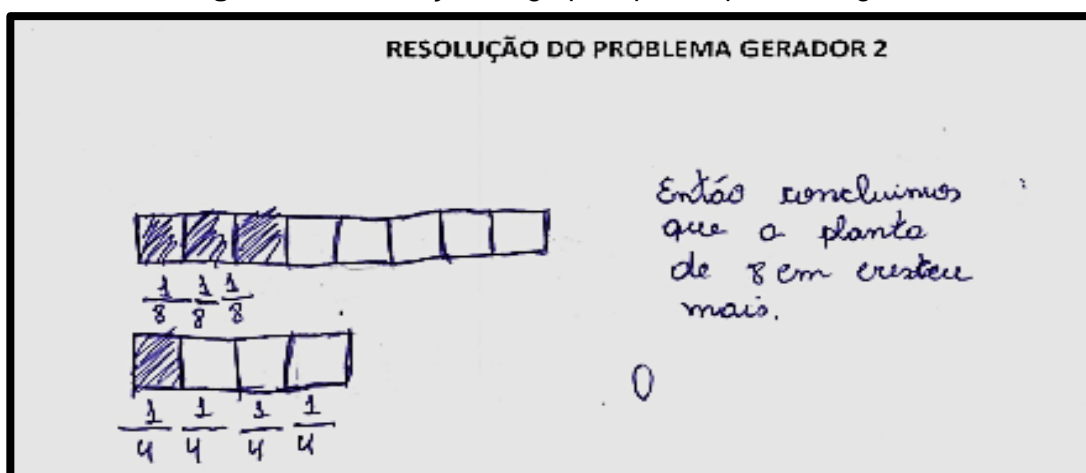 RESOLUÇÃO DO PROBLEMA GERADOR 2
Então concluimos
que a planta
de 8 cm cresceu
mais.
1/8 1/8 1/8
1/4 1/4 1/4 1/4
0